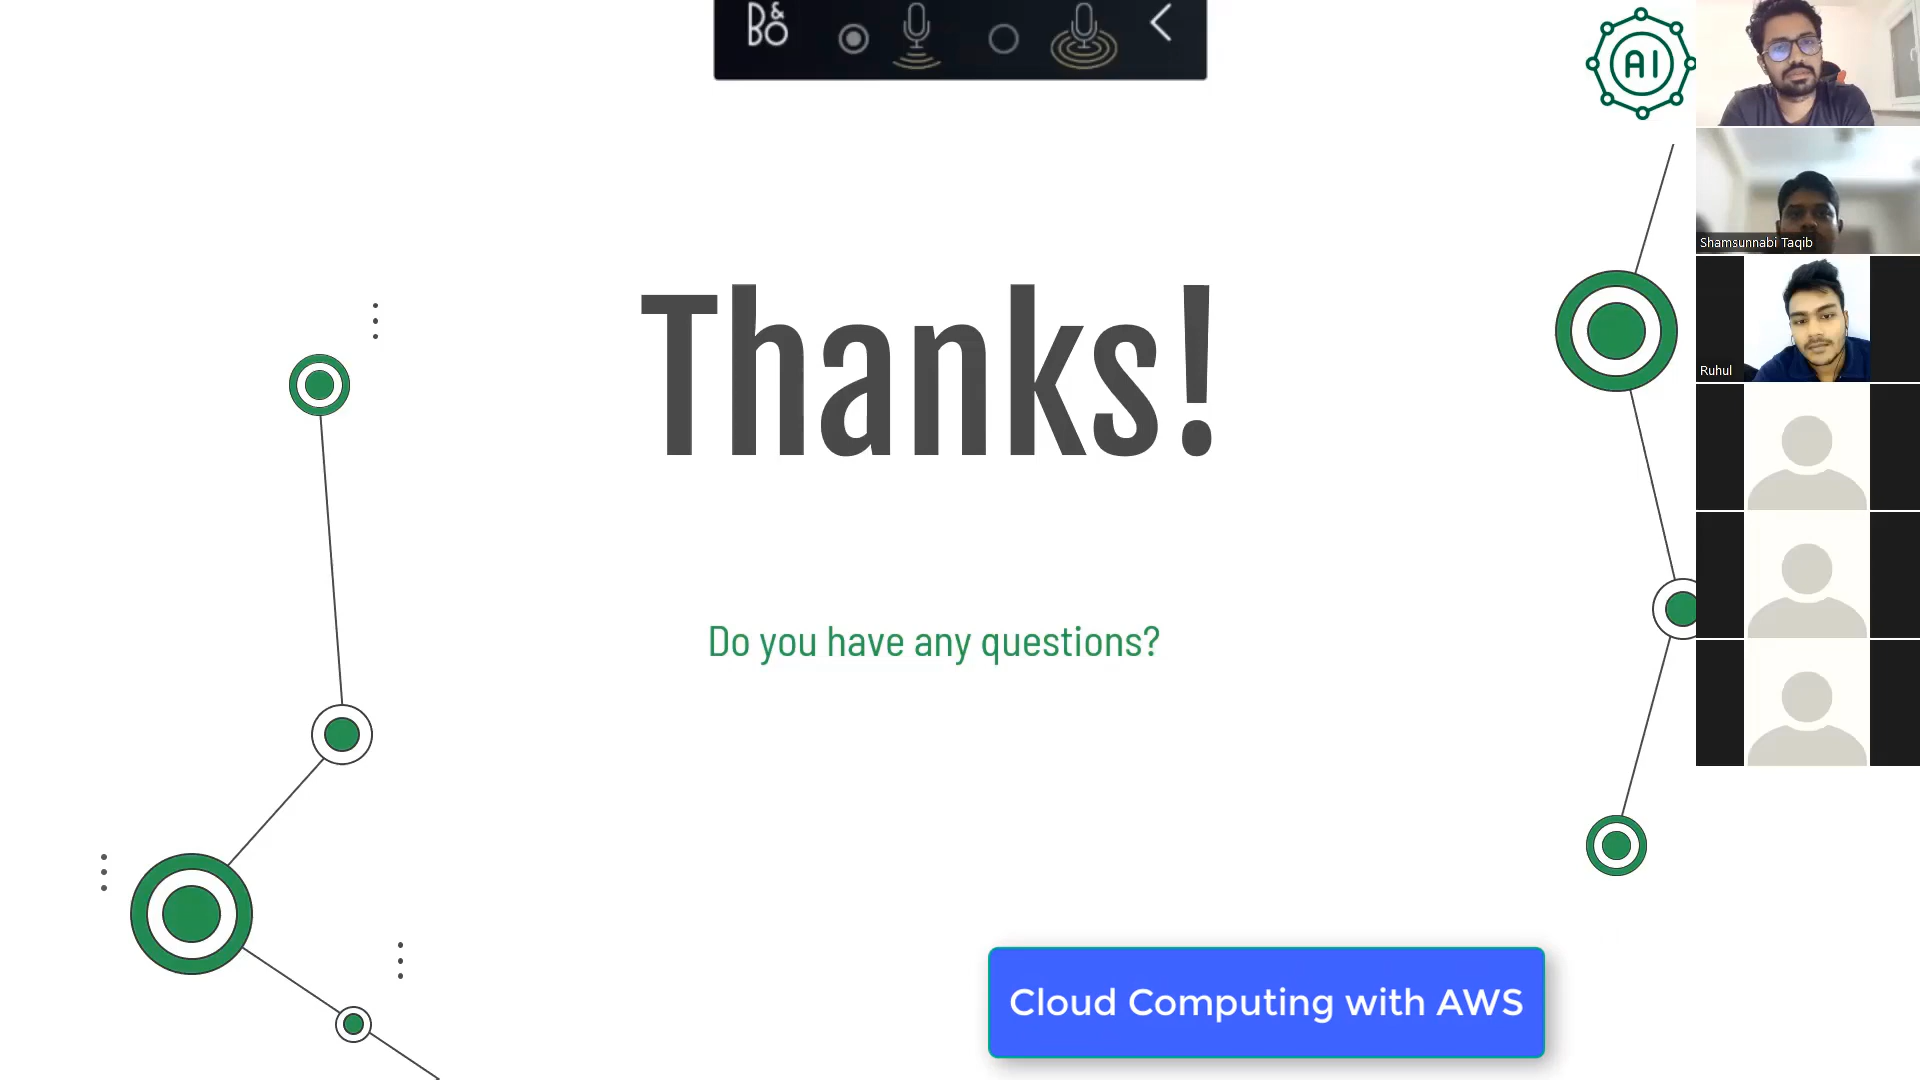 B&O
AI
Shamsunnabi Taqib
Thanks!
Ruhul
Do you have any questions?
Cloud Computing with AWS